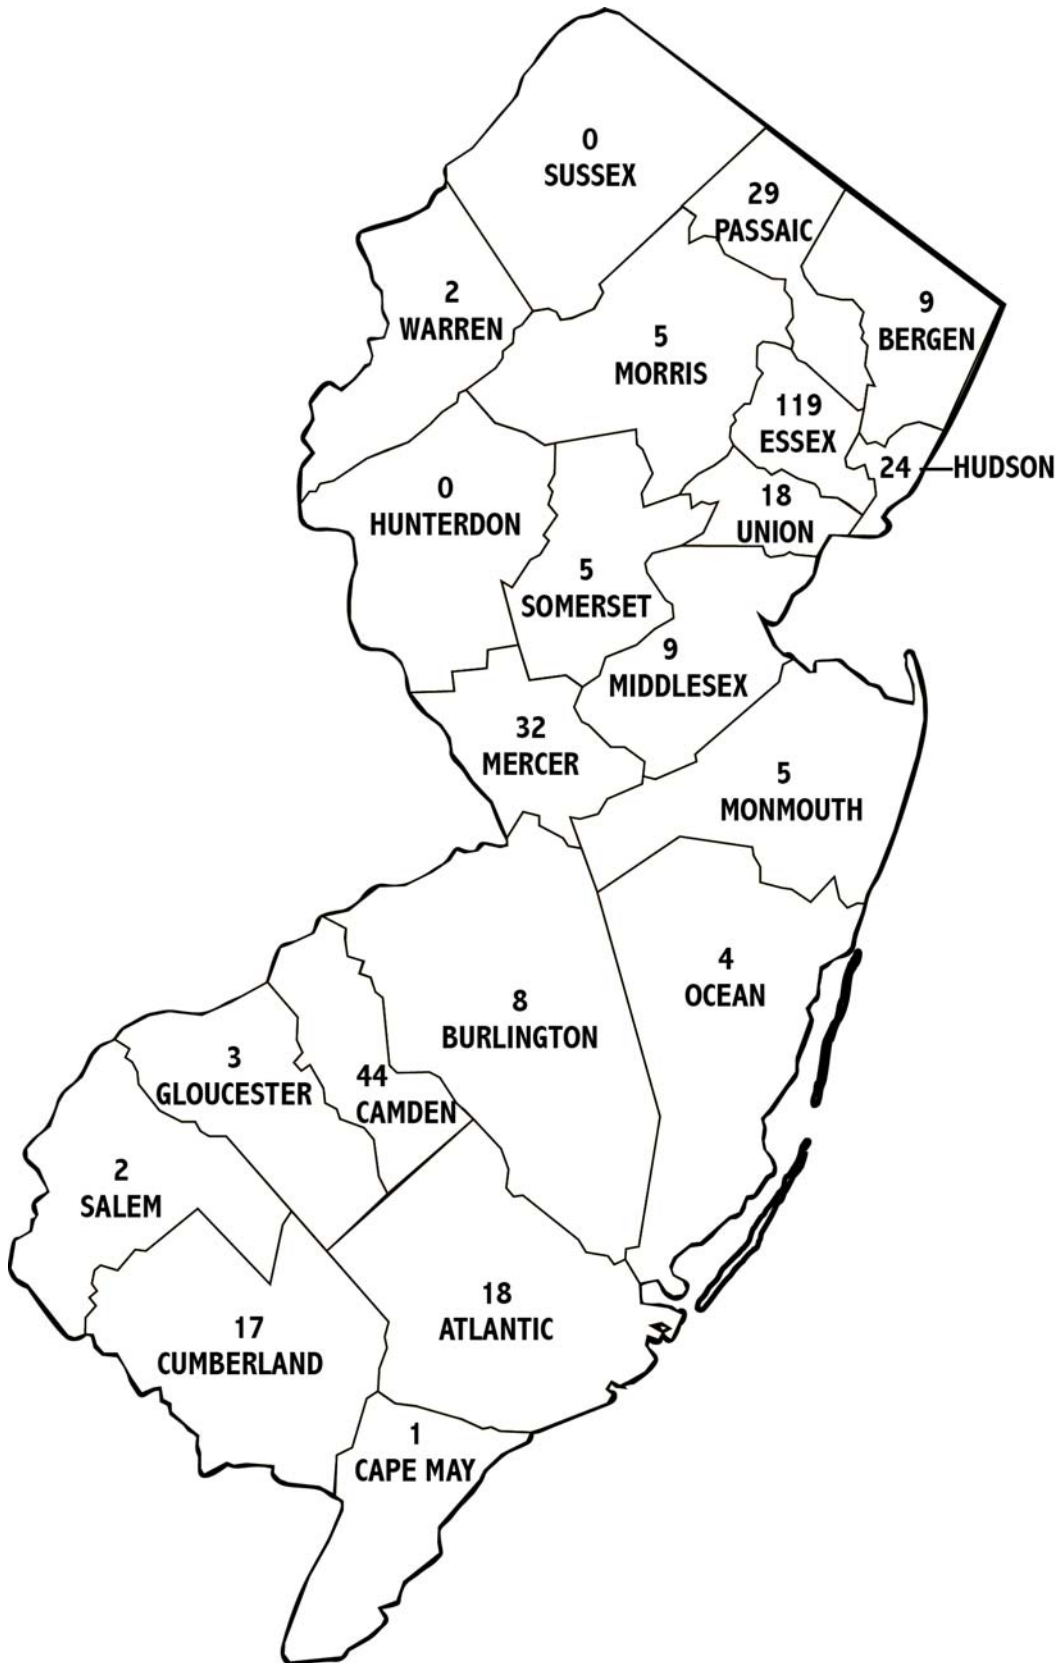 0
SUSSEX
29
PASSAIC
2
WARREN
9
BERGEN
5
MORRIS
119
ESSEX
24
HUDSON
0
HUNTERDON
18
UNION
5
SOMERSET
9
MIDDLESEX
32
MERCER
5
MONMOUTH
4
OCEAN
8
BURLINGTON
3
GLOUCESTER
44
CAMDEN
2
SALEM
18
ATLANTIC
17
CUMBERLAND
1
CAPE MAY